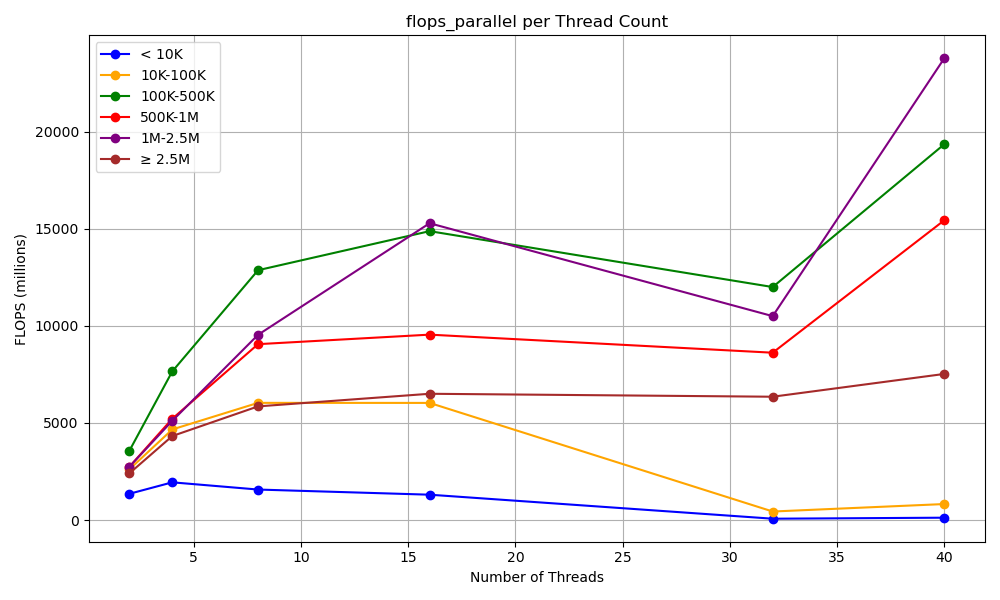 flops_parallel per Thread Count
< 10K
10K-100K
100K-500K
500K-1M
1M-2.5M
≥ 2.5M
FLOPS (millions)
20000
15000
10000
5000
0
5
10
15
20
25
30
35
40
Number of Threads